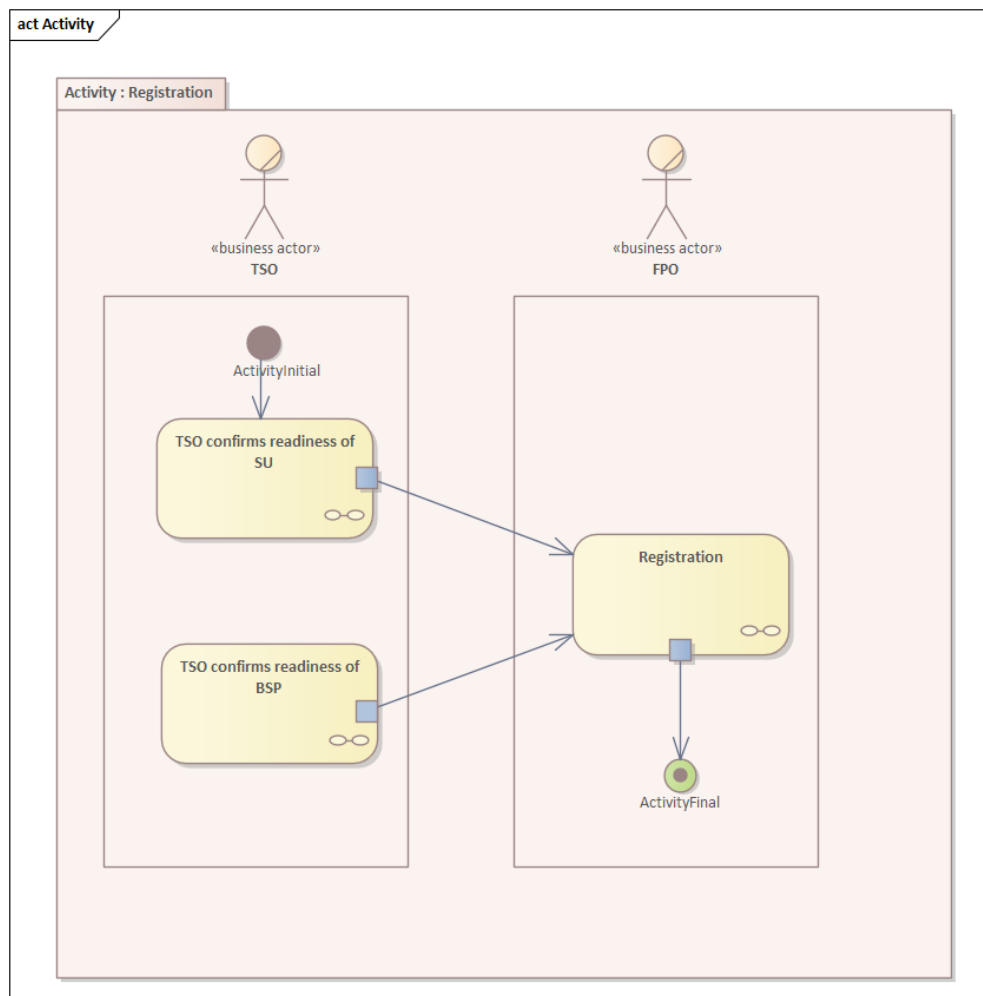 act Activity
Activity : Registration
«business actor»
TSO
«business actor»
FPO
ActivityInitial
TSO confirms readiness of
SU
Registration
TSO confirms readiness of
BSP
ActivityFinal